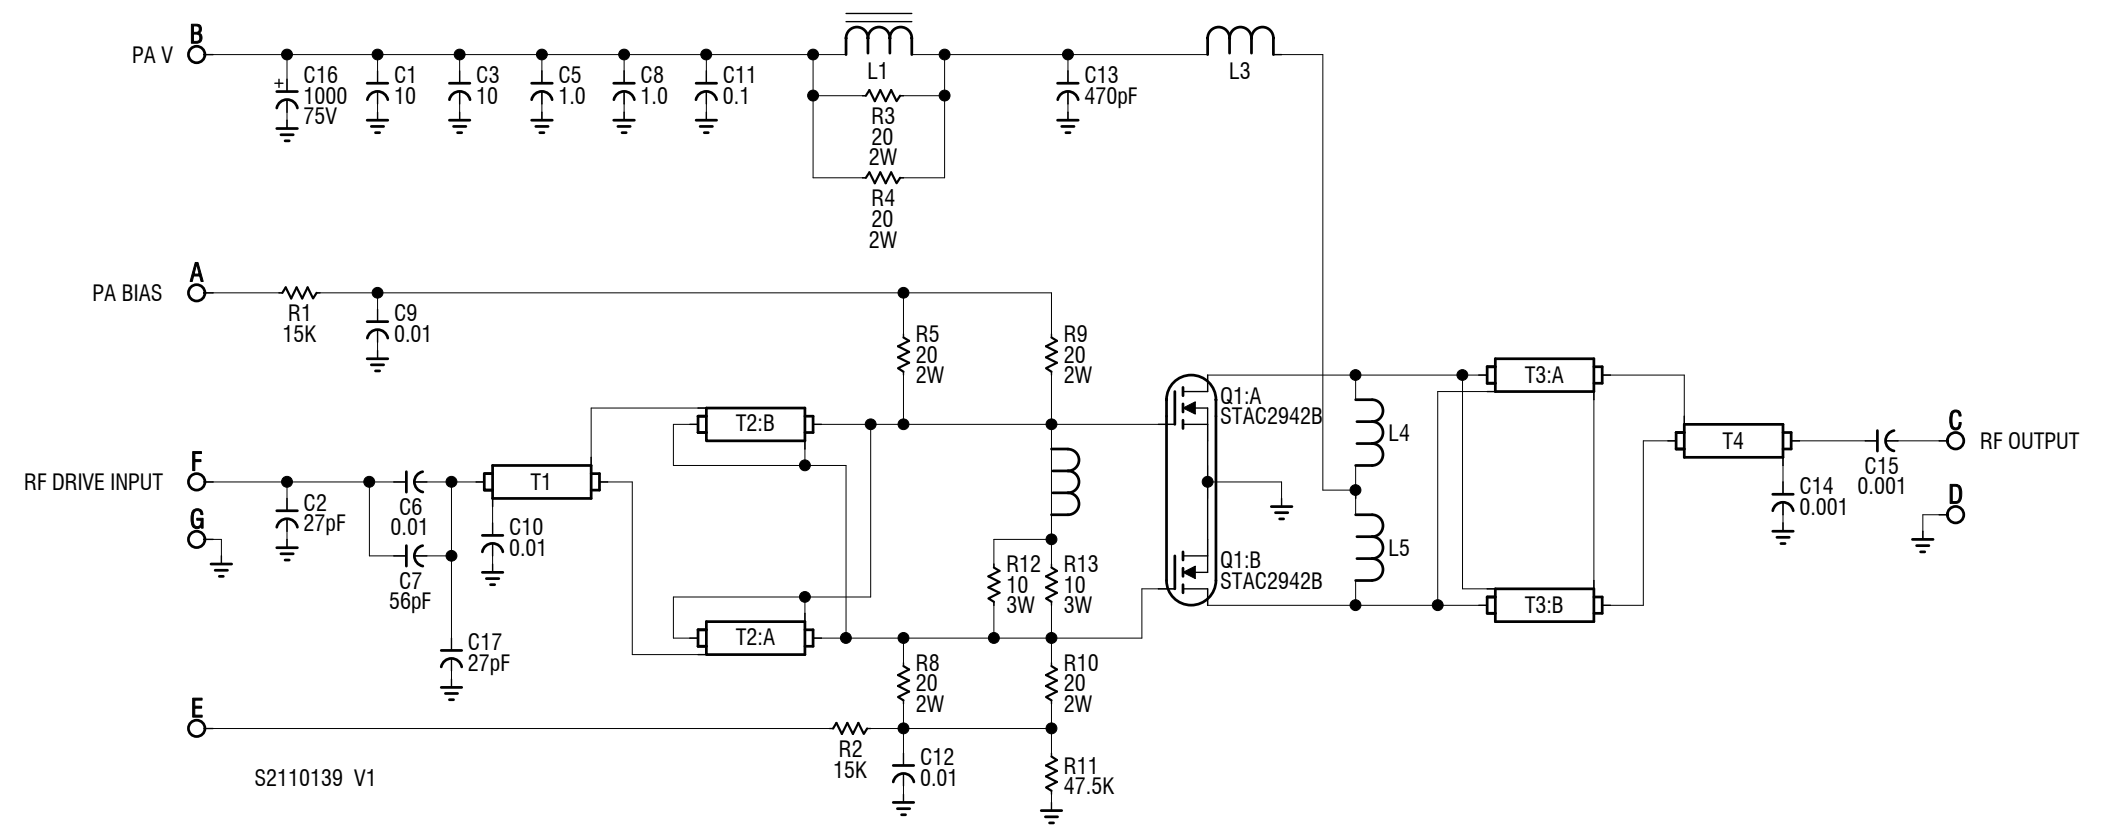 B
PA V
C16
1000
75V
+
C1
10
C3
10
C5
1.0
C8
1.0
C11
0.1
L1
R3
20
2W
R4
20
2W
C13
470pF
L3
A
PA BIAS
R1
15K
C9
0.01
R5
20
2W
R9
20
2W
F
RF DRIVE INPUT
G
C2
27pF
C6
0.01
C7
56pF
C17
27pF
T1
C10
0.01
T2:B
T2:A
R12
10
3W
R13
10
3W
Q1:A
STAC2942B
Q1:B
STAC2942B
L4
L5
T3:A
T3:B
T4
C14
0.001
C15
0.001
C
RF OUTPUT
D
R8
20
2W
R10
20
2W
E
R2
15K
C12
0.01
R11
47.5K
S2110139 V1